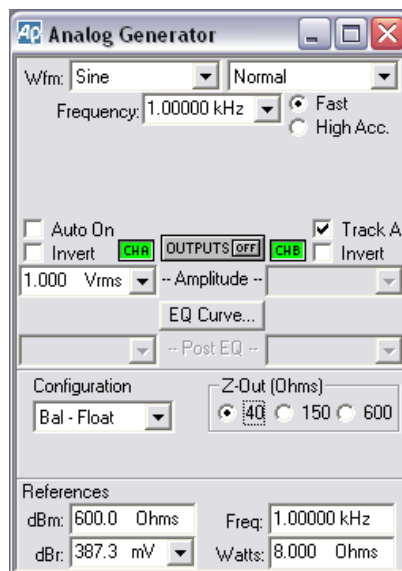 Ap Analog Generator
Wfm: Sine Normal
Frequency: 1.00000 kHz Fast
High Acc.
Auto On Track A
Invert CHA OUTPUTS OFF CHB Invert
1.000 Vrms -- Amplitude --
EQ Curve...
-- Post EQ --
Configuration Z-Out (Ohms)
Bal - Float 40 150 600
References
dBm: 600.0 Ohms Freq: 1.00000 kHz
dBr: 387.3 mV Watts: 8.000 Ohms